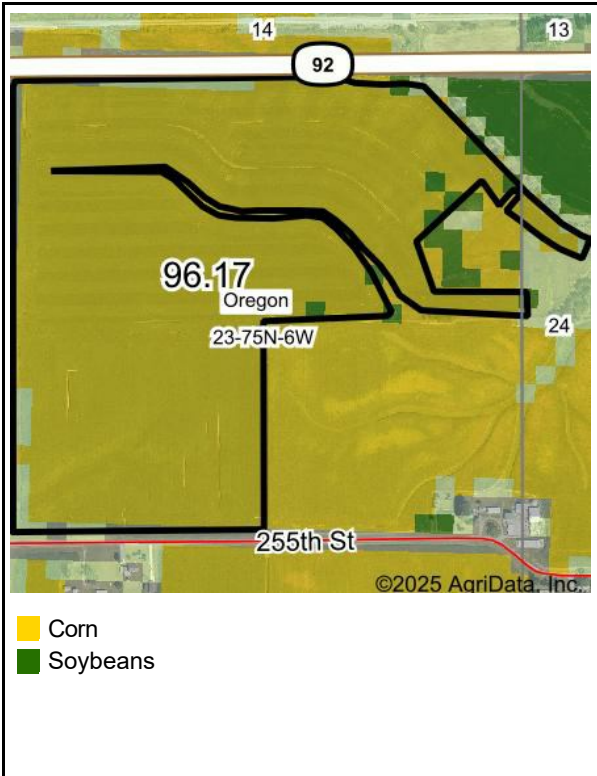 14
13
92
96.17
Oregon
23-75N-6W
24
255th St
©2025 AgriData, Inc.
Corn
Soybeans